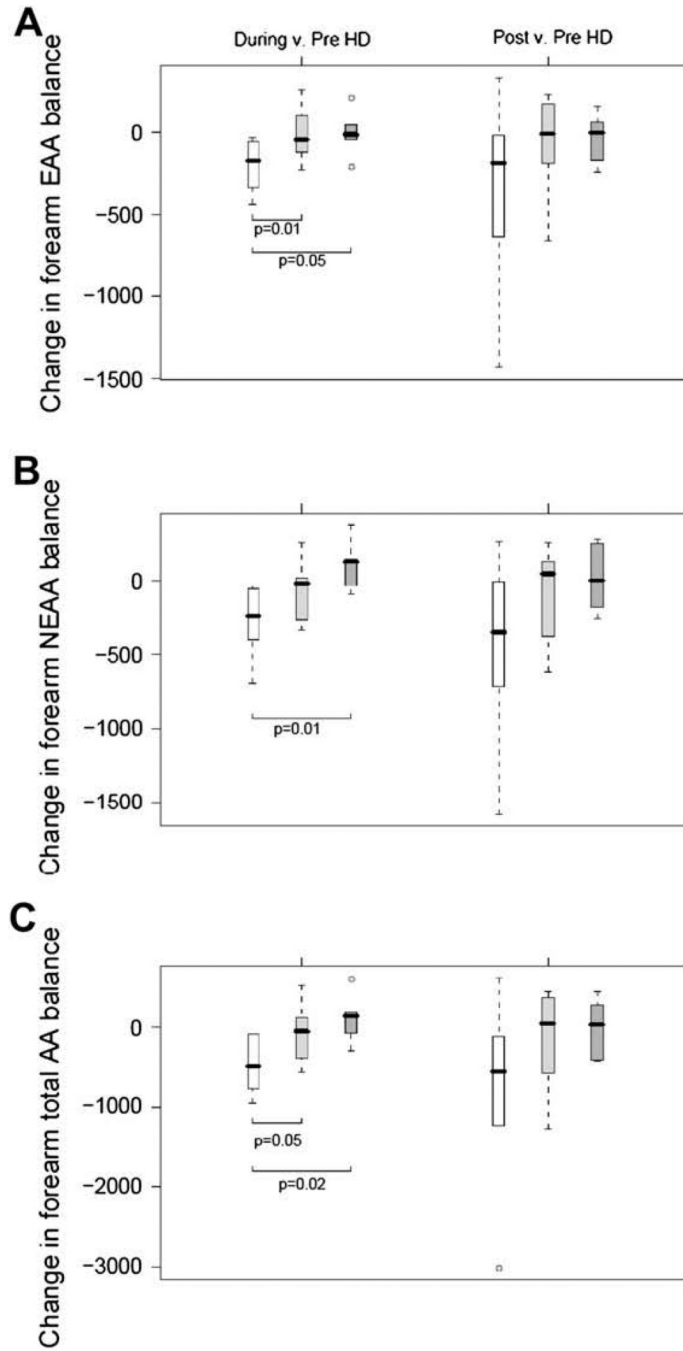 A
During v. Pre HD
Post v. Pre HD
Change in forearm EAA balance
0
−500
−1000
−1500
p=0.01
p=0.05
B
Change in forearm NEAA balance
0
−500
−1000
−1500
p=0.01
C
Change in forearm total AA balance
0
−1000
−2000
−3000
p=0.05
p=0.02